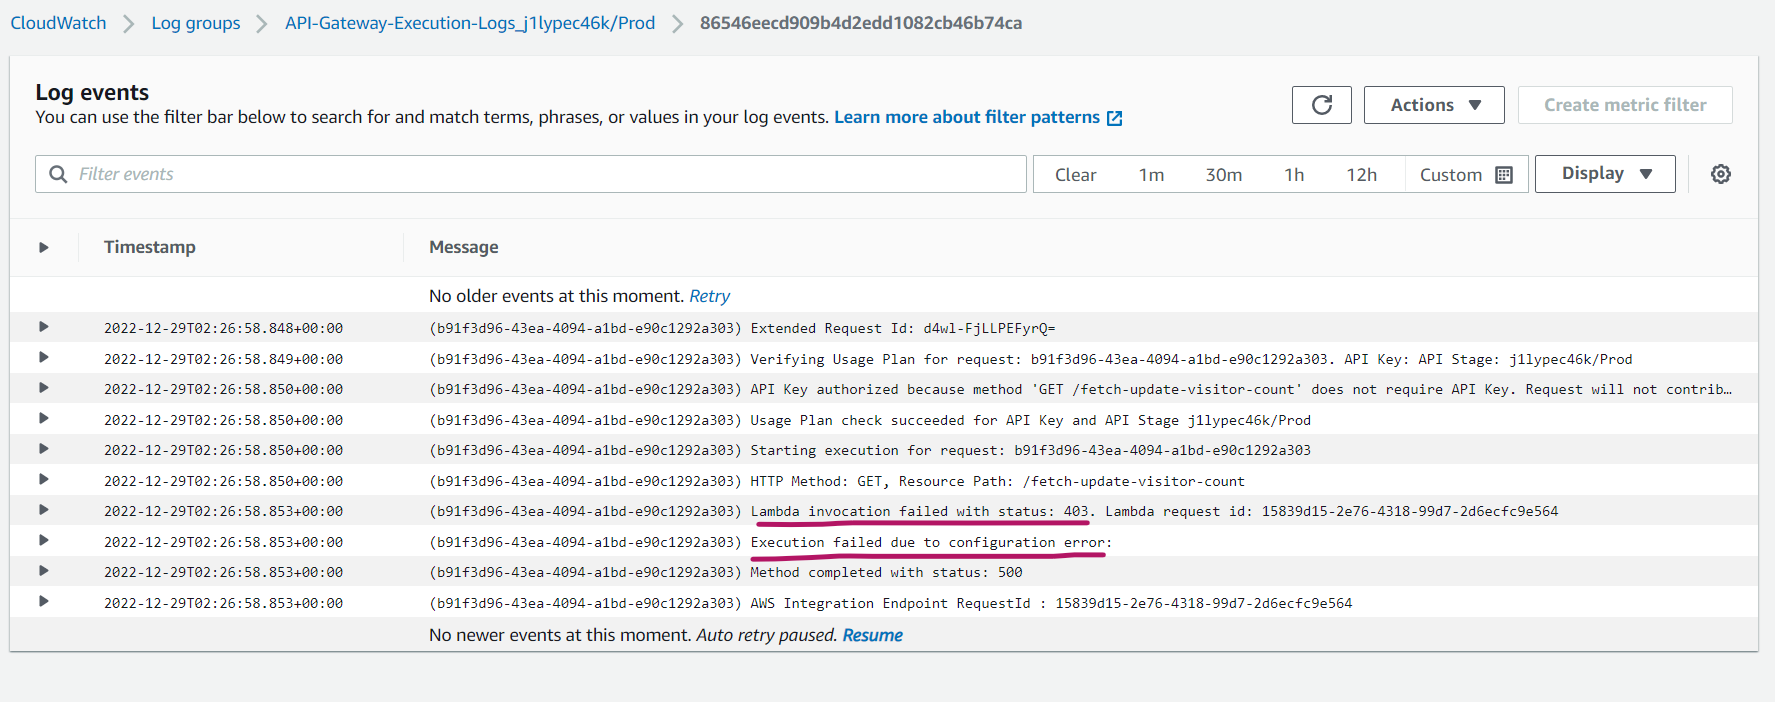 CloudWatch > Log groups > API-Gateway-Execution-Logs_j1lypec46k/Prod > 86546eecd909b4d2edd1082cb46b74ca
Log events
You can use the filter bar below to search for and match terms, phrases, or values in your log events. Learn more about filter patterns
Actions
Create metric filter
Filter events
Clear 1m 30m 1h 12h Custom Display
Timestamp Message
No older events at this moment. Retry
2022-12-29T02:26:58.848+00:00 (b91f3d96-43ea-4094-a1bd-e90c1292a303) Extended Request Id: d4wl-FjLLPEFyrQ=
2022-12-29T02:26:58.849+00:00 (b91f3d96-43ea-4094-a1bd-e90c1292a303) Verifying Usage Plan for request: b91f3d96-43ea-4094-a1bd-e90c1292a303. API Key: API Stage: j1lypec46k/Prod
2022-12-29T02:26:58.850+00:00 (b91f3d96-43ea-4094-a1bd-e90c1292a303) API Key authorized because method 'GET /fetch-update-visitor-count' does not require API Key. Request will not contrib…
2022-12-29T02:26:58.850+00:00 (b91f3d96-43ea-4094-a1bd-e90c1292a303) Usage Plan check succeeded for API Key and API Stage j1lypec46k/Prod
2022-12-29T02:26:58.850+00:00 (b91f3d96-43ea-4094-a1bd-e90c1292a303) Starting execution for request: b91f3d96-43ea-4094-a1bd-e90c1292a303
2022-12-29T02:26:58.850+00:00 (b91f3d96-43ea-4094-a1bd-e90c1292a303) HTTP Method: GET, Resource Path: /fetch-update-visitor-count
2022-12-29T02:26:58.853+00:00 (b91f3d96-43ea-4094-a1bd-e90c1292a303) Lambda invocation failed with status: 403. Lambda request id: 15839d15-2e76-4318-99d7-2d6ecfc9e564
2022-12-29T02:26:58.853+00:00 (b91f3d96-43ea-4094-a1bd-e90c1292a303) Execution failed due to configuration error:
2022-12-29T02:26:58.853+00:00 (b91f3d96-43ea-4094-a1bd-e90c1292a303) Method completed with status: 500
2022-12-29T02:26:58.853+00:00 (b91f3d96-43ea-4094-a1bd-e90c1292a303) AWS Integration Endpoint RequestId : 15839d15-2e76-4318-99d7-2d6ecfc9e564
No newer events at this moment. Auto retry paused. Resume